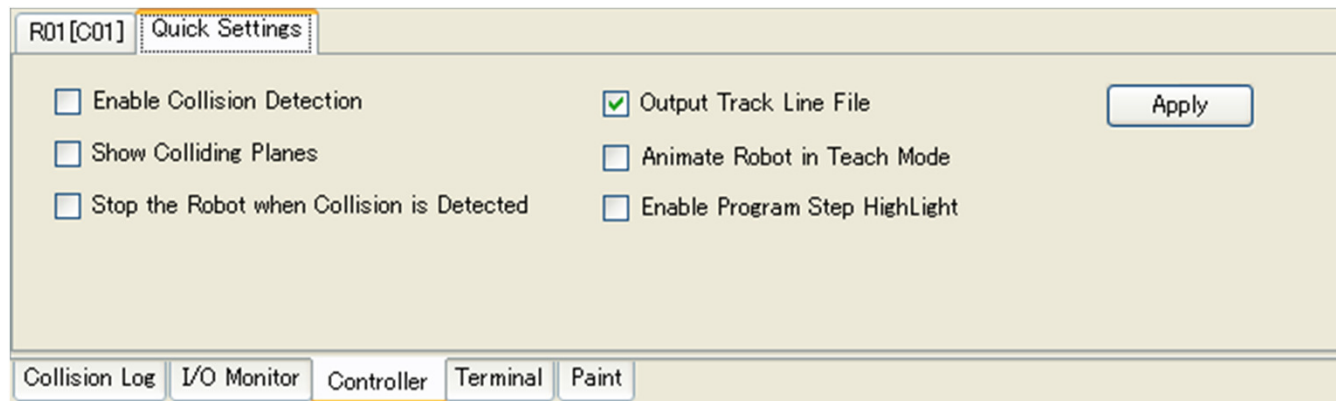 R01[C01] Quick Settings
Enable Collision Detection Output Track Line File Apply
Show Colliding Planes Animate Robot in Teach Mode
Stop the Robot when Collision is Detected Enable Program Step HighLight
Collision Log I/O Monitor Controller Terminal Paint